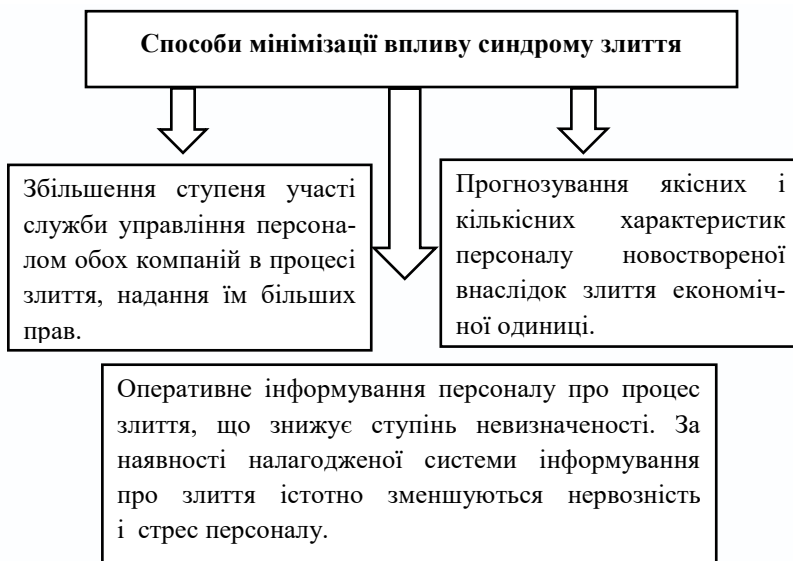 Способи мінімізації впливу синдрому злиття
Збільшення ступеня участі
служби управління персона-
лом обох компаній в процесі
злиття, надання їм більших
прав.
Прогнозування якісних і
кількісних характеристик
персоналу новоствореної
внаслідок злиття економіч-
ної одиниці.
Оперативне інформування персоналу про процес
злиття, що знижує ступінь невизначеності. За
наявності налагодженої системи інформування
про злиття істотно зменшуються нервозність
і стрес персоналу.